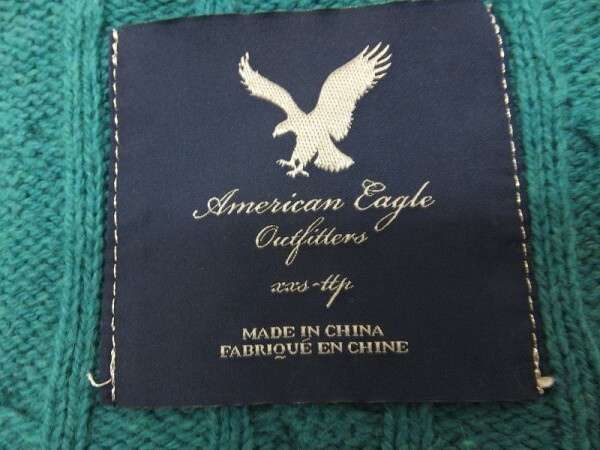 American Eagle
Outfitters
xxs-ttp
MADE IN CHINA
FABRIQUÉ EN CHINE